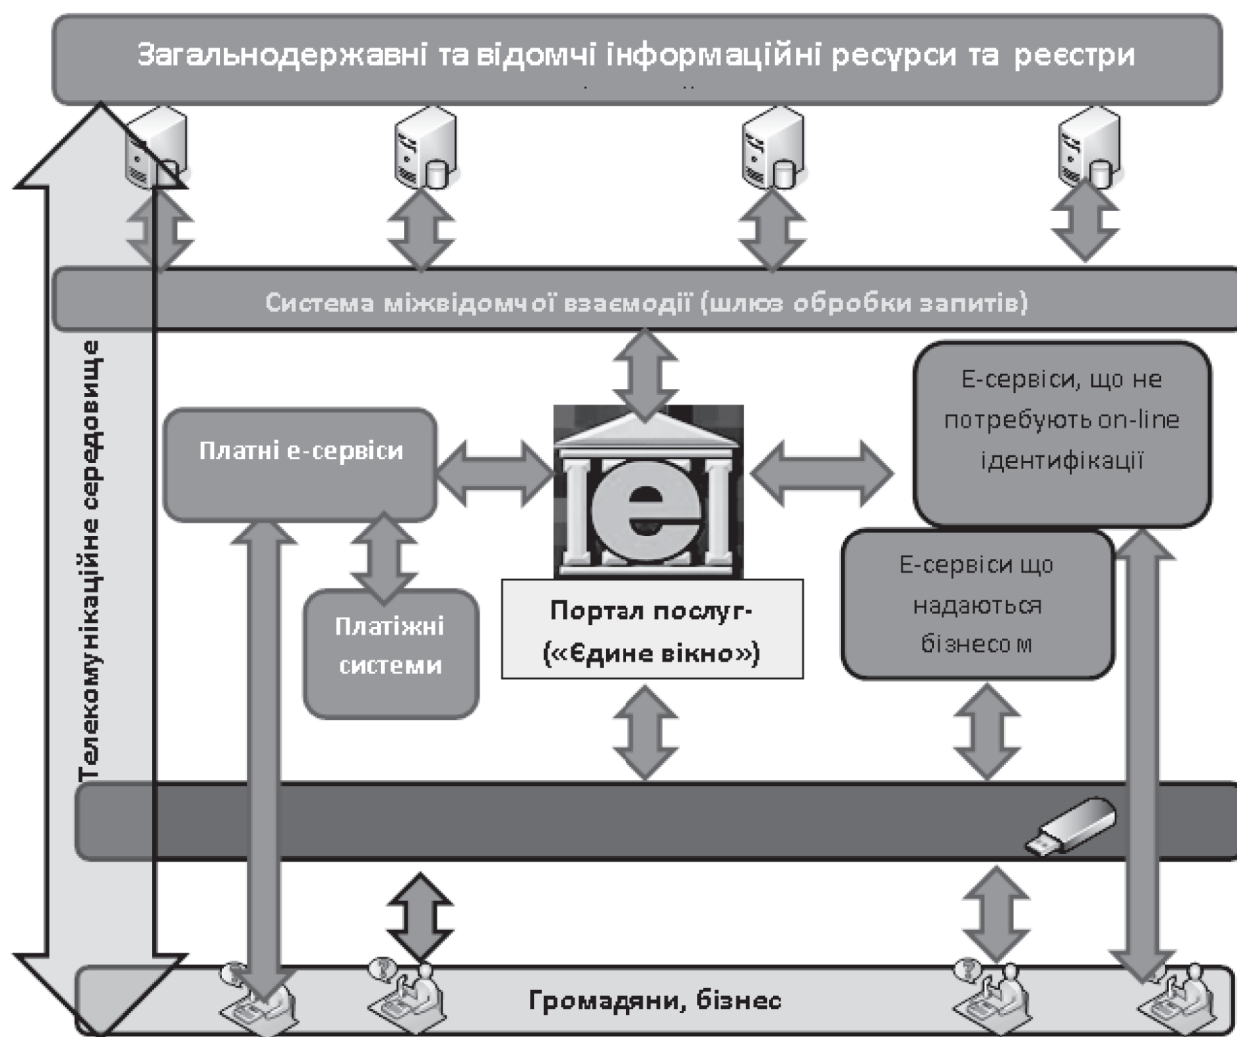 Загальнодержавні та відомчі інформаційні ресурси та реєстри
Система міжвідомчої взаємодії (шлюз обробки запитів)
Телекомунікаційне середовище
Платні е-сервіси
Е-сервіси, що не
потребують on-line
ідентифікації
Платіжні
системи
Портал послуг-
(«Єдине вікно»)
Е-сервіси що
надаються
бізнесом
Громадяни, бізнес